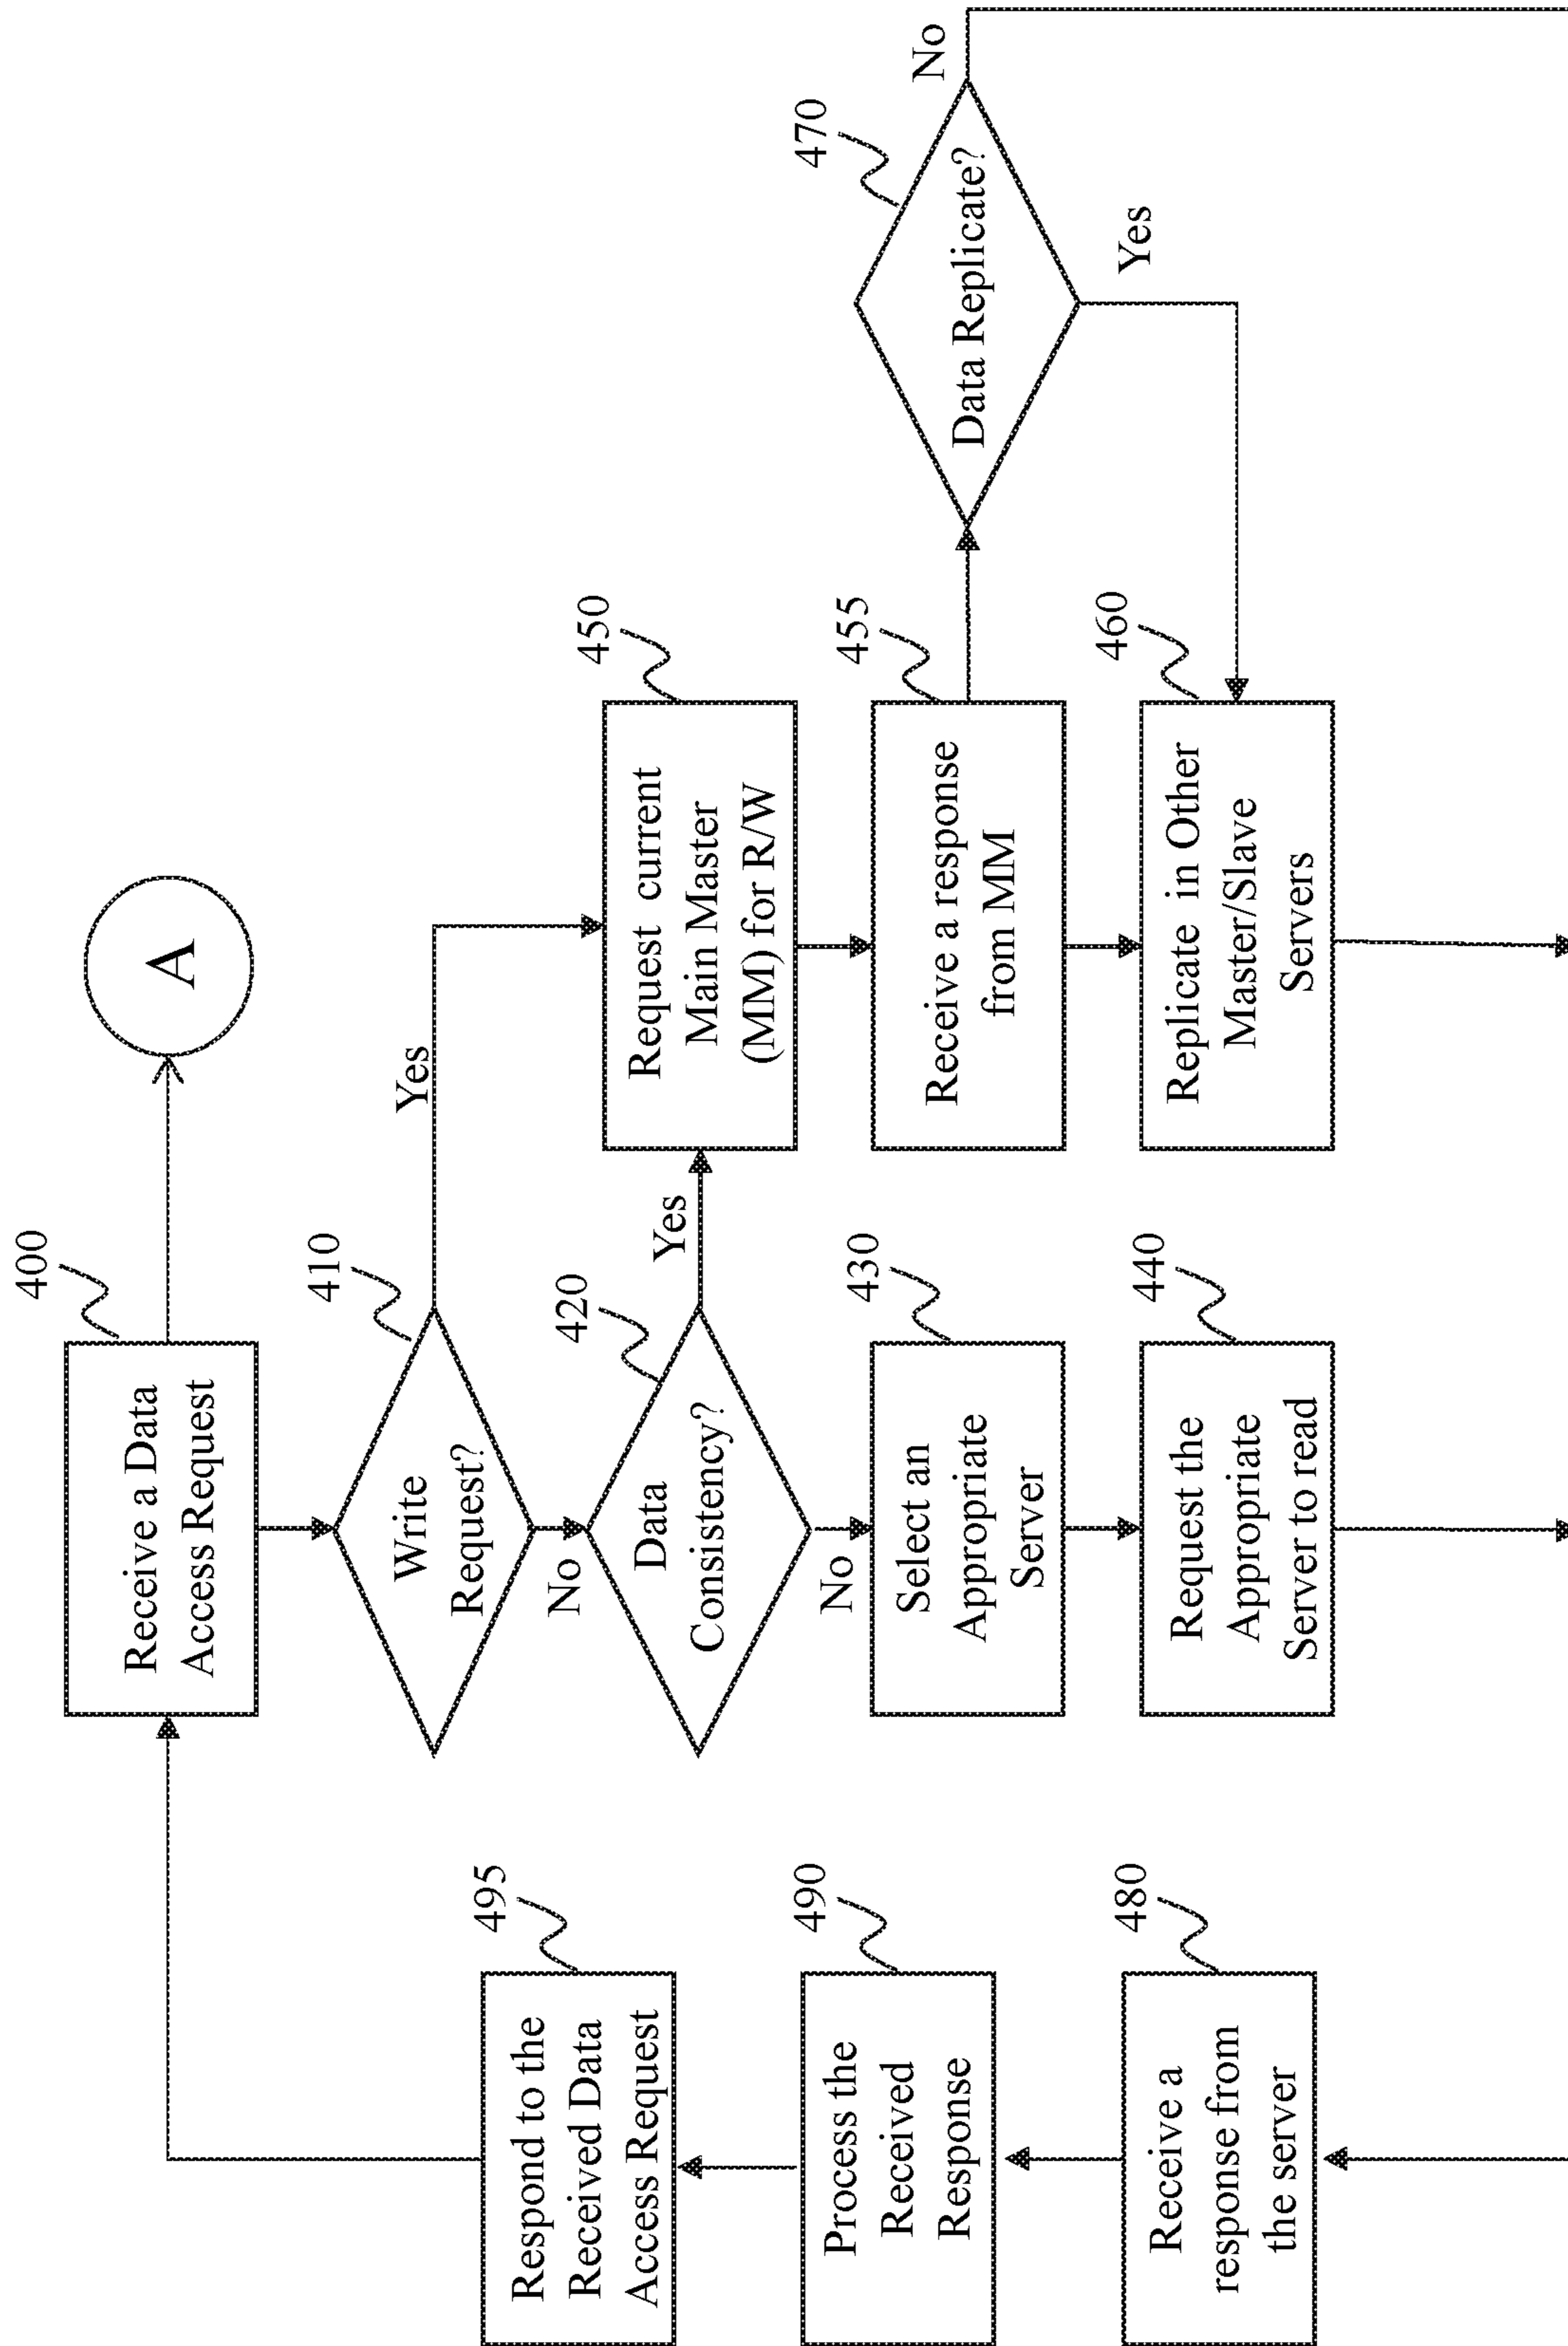 400
Receive a Data
Access Request
A
410
Write
Request?
Yes
No
420
Data
Consistency?
Yes
No
430
Select an
Appropriate
Server
440
Request the
Appropriate
Server to read
450
Request current
Main Master
(MM) for R/W
455
Receive a response
from MM
460
Replicate in Other
Master/Slave
Servers
470
Data Replicate?
No
Yes
495
Respond to the
Received Data
Access Request
490
Process the
Received
Response
480
Receive a
response from
the server